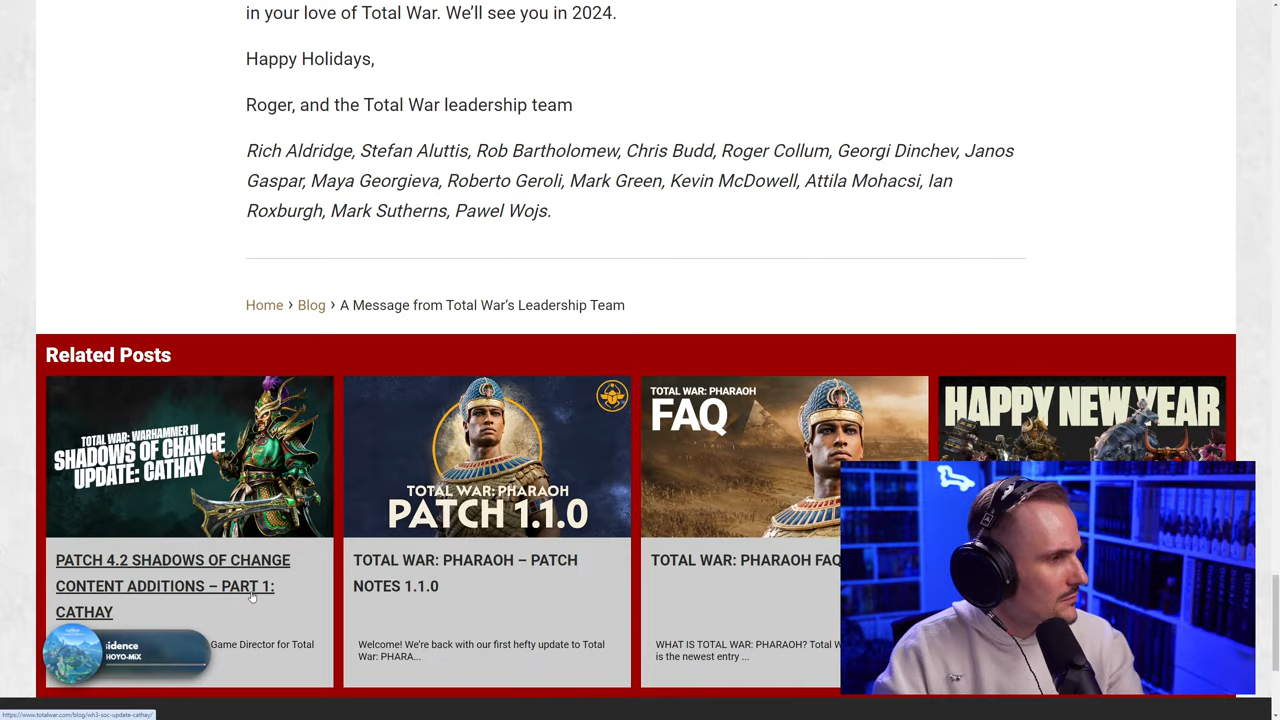 in your love of Total War. We'll see you in 2024.
Happy Holidays,
Roger, and the Total War leadership team
Rich Aldridge, Stefan Aluttis, Rob Bartholomew, Chris Budd, Roger Collum, Georgi Dinchev, Janos
Gaspar, Maya Georgieva, Roberto Geroli, Mark Green, Kevin McDowell, Attila Mohacsi, Ian
Roxburgh, Mark Sutherns, Pawel Wojs.
Home › Blog › A Message from Total War's Leadership Team
Related Posts
TOTAL WAR: WARHAMMER III
SHADOWS OF CHANGE
UPDATE: CATHAY
PATCH 4.2 SHADOWS OF CHANGE
CONTENT ADDITIONS – PART 1:
CATHAY
Game Director for Total
sidence
HOYO-MiX
TOTAL WAR: PHARAOH
PATCH 1.1.0
TOTAL WAR: PHARAOH – PATCH
NOTES 1.1.0
Welcome! We're back with our first hefty update to Total
War: PHARA...
TOTAL WAR: PHARAOH
FAQ
TOTAL WAR: PHARAOH FAQ
WHAT IS TOTAL WAR: PHARAOH? Total W
is the newest entry ...
HAPPY NEW YEAR
https://www.totalwar.com/blog/wh3-soc-update-cathay/